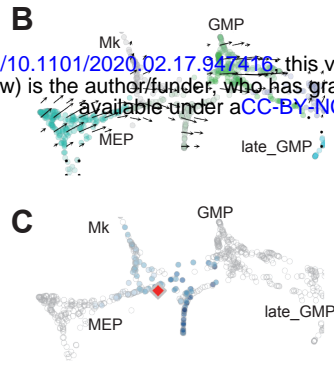 B
GMP
Mk
/10.1101/2020.02.17.947416; this v
w) is the author/funder, who has gra
available under aCC-BY-NC
MEP
late_GMP
C
GMP
Mk
late_GMP
MEP